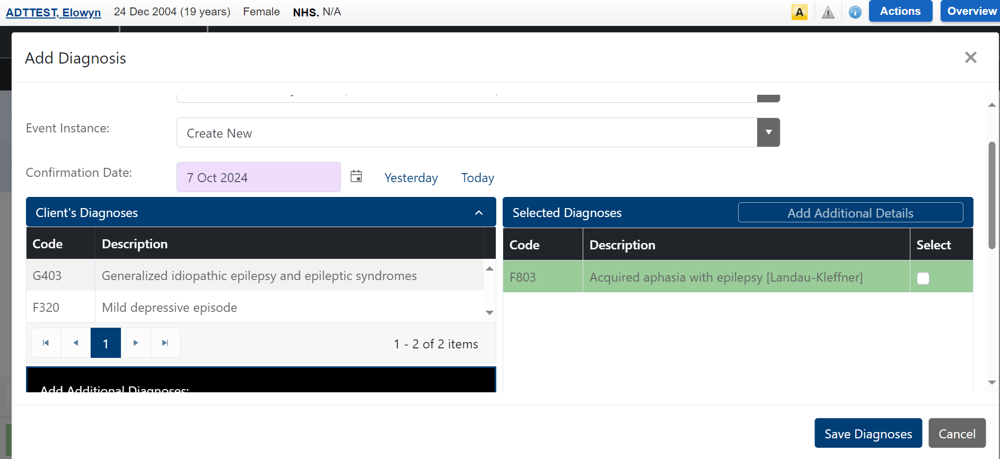 ADTTEST, Elowyn 24 Dec 2004 (19 years) Female NHS. N/A A i Actions Overview
Add Diagnosis
Event Instance: Create New
Confirmation Date: 7 Oct 2024 Yesterday Today
Client's Diagnoses
Code Description
G403 Generalized idiopathic epilepsy and epileptic syndromes
F320 Mild depressive episode
1 1 - 2 of 2 items
Add Additional Diagnoses:
Selected Diagnoses Add Additional Details
Code Description Select
F803 Acquired aphasia with epilepsy [Landau-Kleffner]
Save Diagnoses Cancel